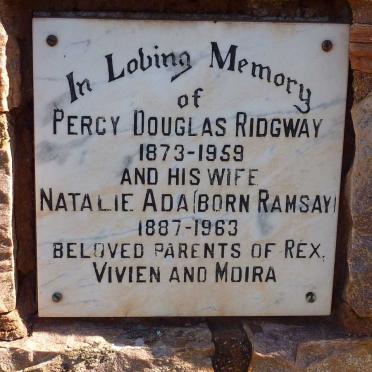 In Loving Memory
of
PERCY DOUGLAS RIDGWAY
1873-1959
AND HIS WIFE
NATALIE ADA (BORN RAMSAY)
1887-1963
BELOVED PARENTS OF REX,
VIVIEN AND MOIRA